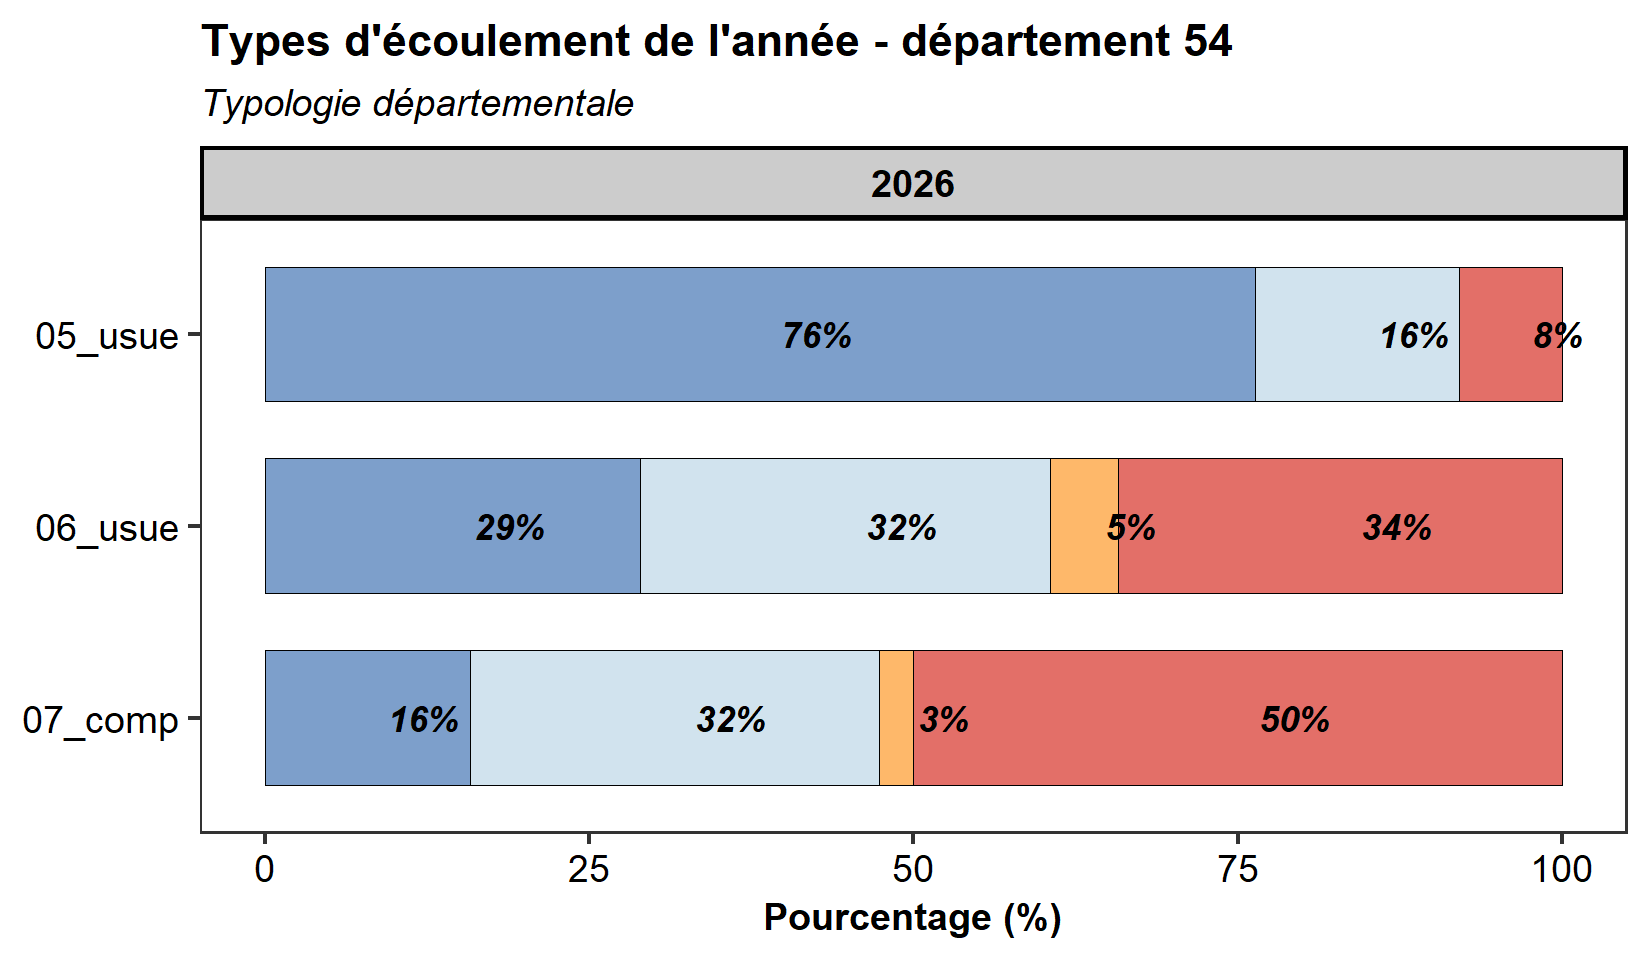 Types d'écoulement de l'année - département 54
Typologie départementale
2026
05_usue
76%
16%
8%
06_usue
29%
32%
5%
34%
07_comp
16%
32%
3%
50%
0
25
50
75
100
Pourcentage (%)